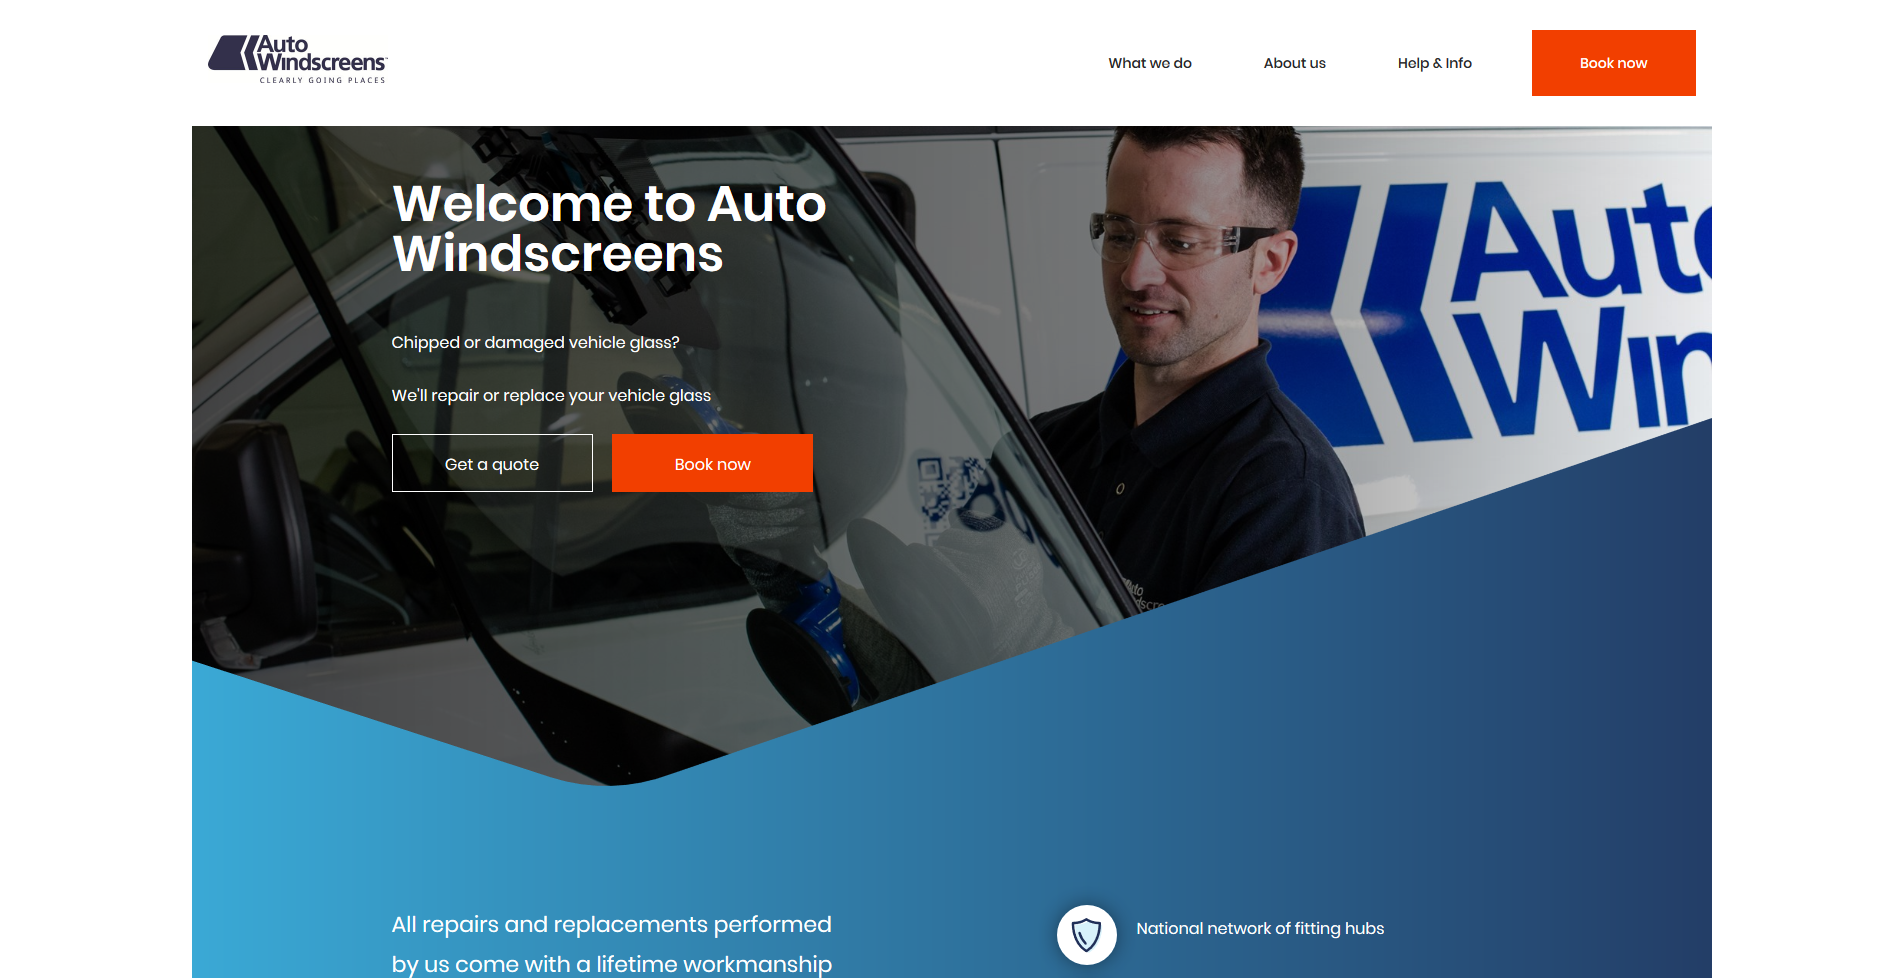 Auto
Windscreens
CLEARLY GOING PLACES
What we do
About us
Help & Info
Book now
Welcome to Auto
Windscreens
Chipped or damaged vehicle glass?
We'll repair or replace your vehicle glass
Get a quote
Book now
Auto
Win
All repairs and replacements performed
by us come with a lifetime workmanship
National network of fitting hubs